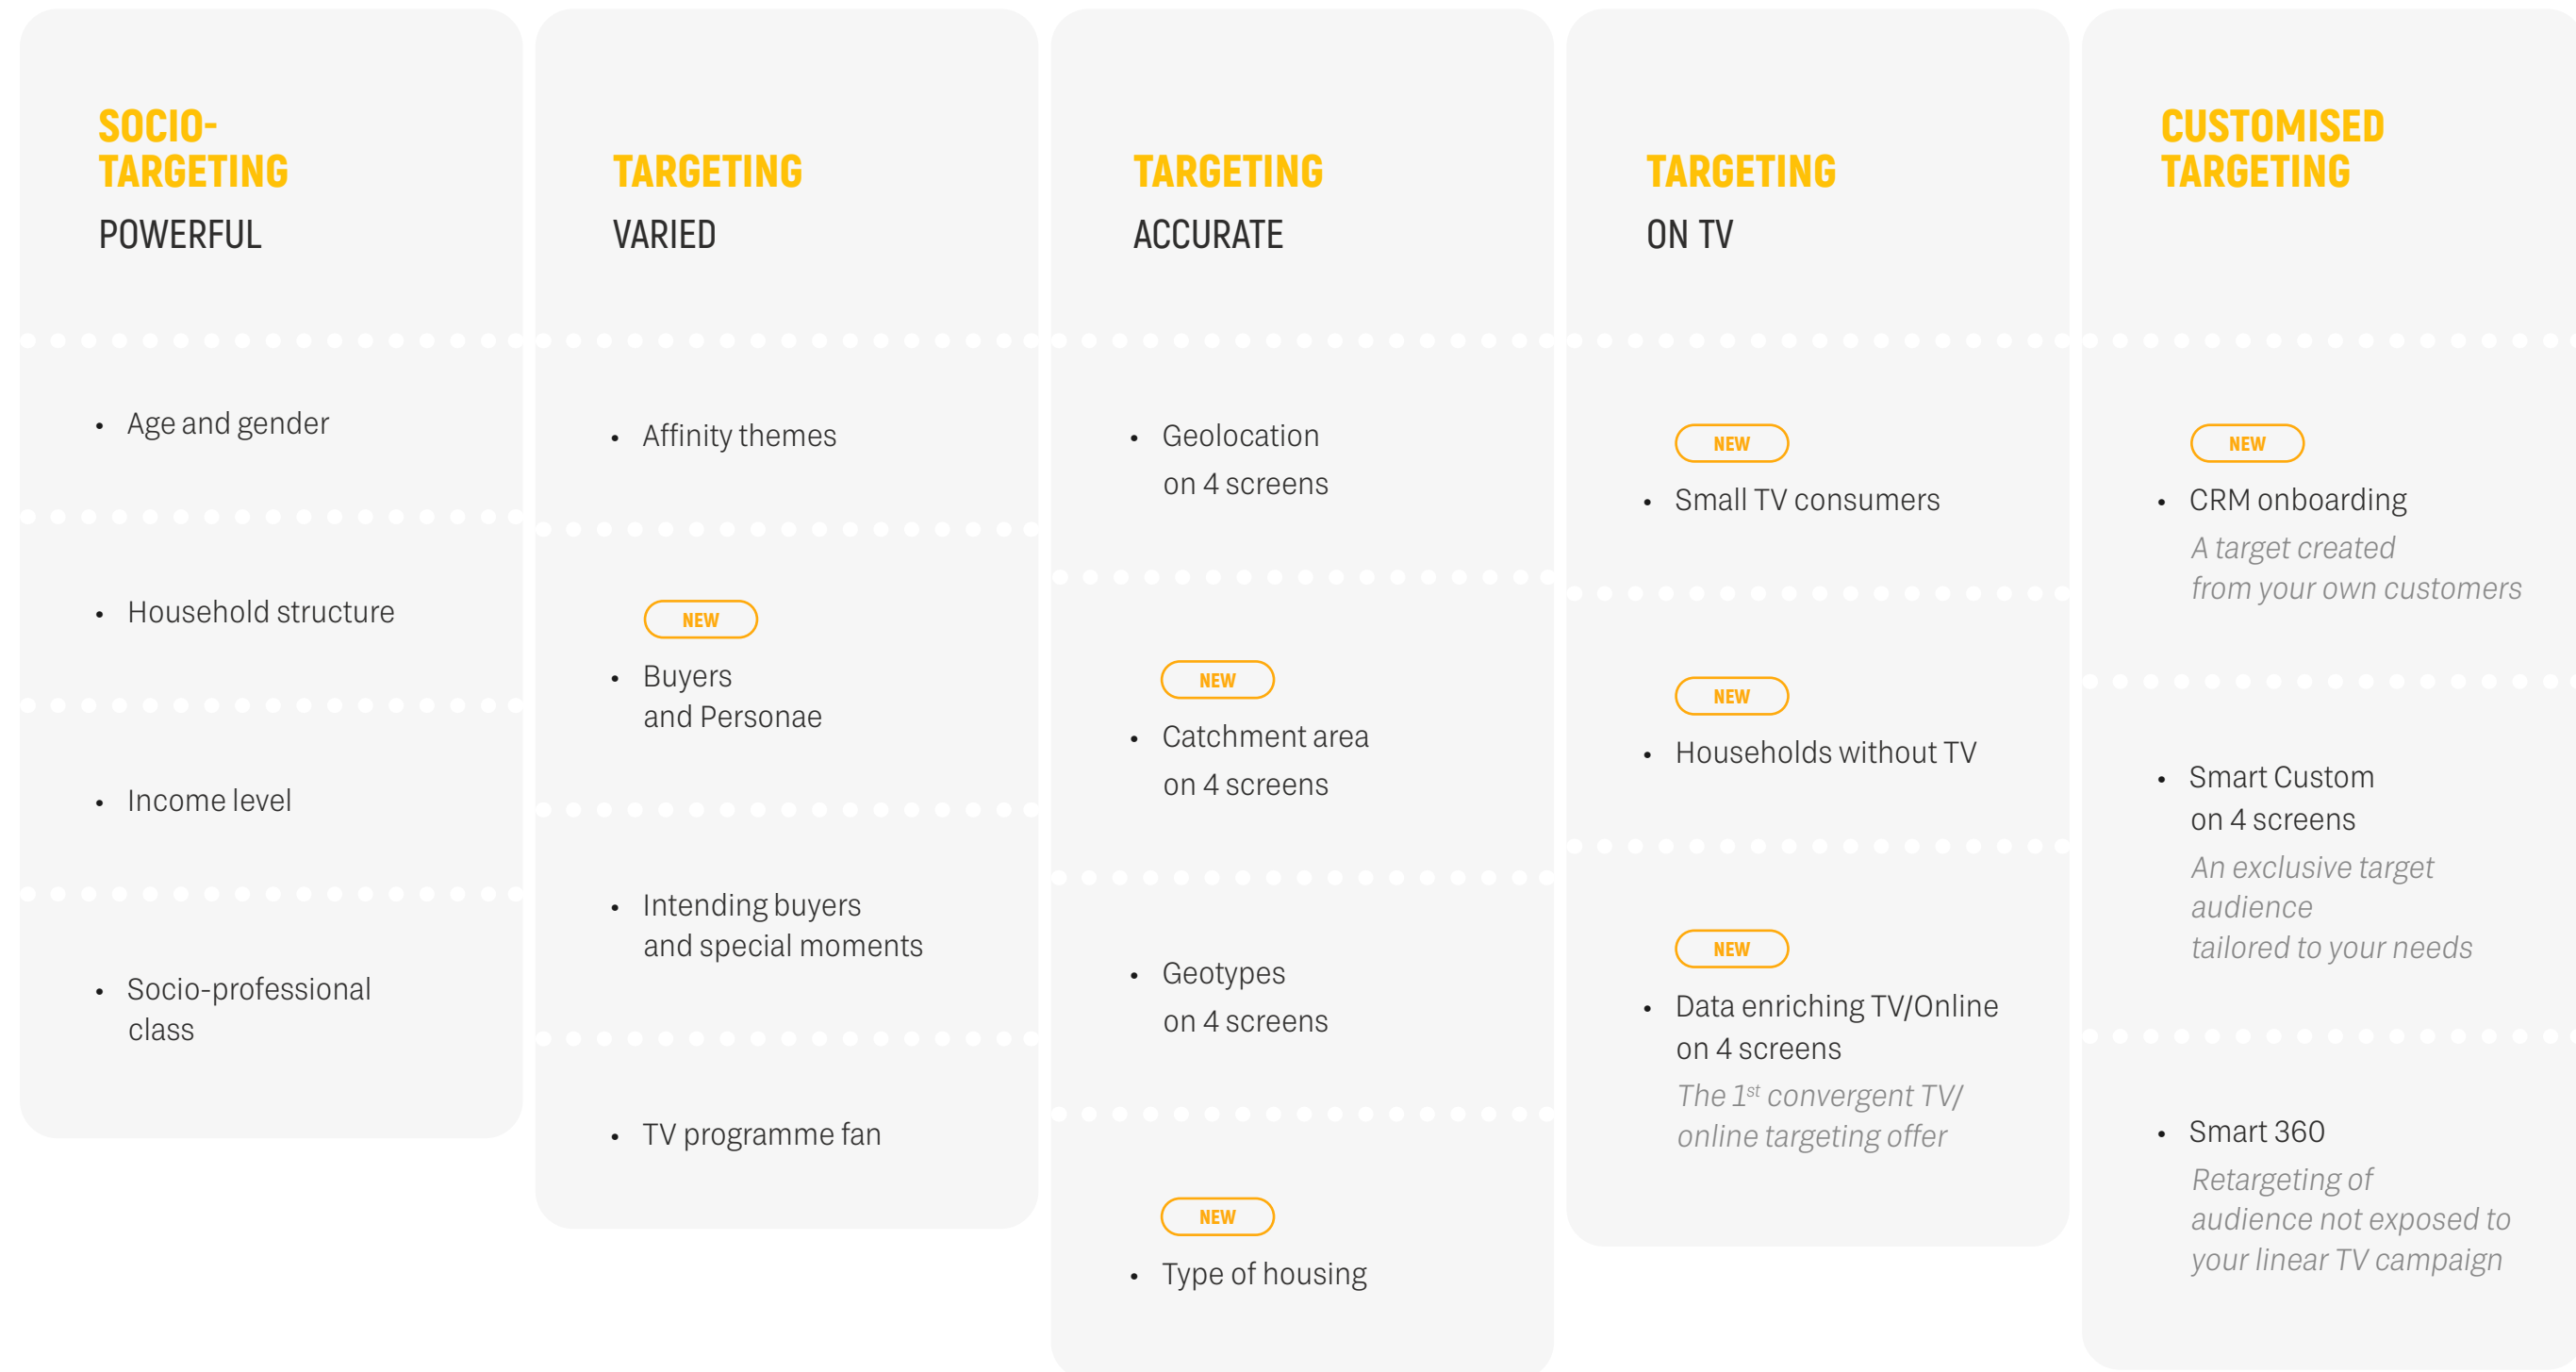 SOCIO-
TARGETING
POWERFUL
• Age and gender
• Household structure
• Income level
• Socio-professional
class
TARGETING
VARIED
• Affinity themes
NEW
• Buyers
and Personae
• Intending buyers
and special moments
• TV programme fan
TARGETING
ACCURATE
• Geolocation
on 4 screens
NEW
• Catchment area
on 4 screens
• Geotypes
on 4 screens
NEW
• Type of housing
TARGETING
ON TV
NEW
• Small TV consumers
NEW
• Households without TV
NEW
• Data enriching TV/Online
on 4 screens
The 1st convergent TV/
online targeting offer
CUSTOMISED
TARGETING
NEW
• CRM onboarding
A target created
from your own customers
• Smart Custom
on 4 screens
An exclusive target
audience
tailored to your needs
• Smart 360
Retargeting of
audience not exposed to
your linear TV campaign